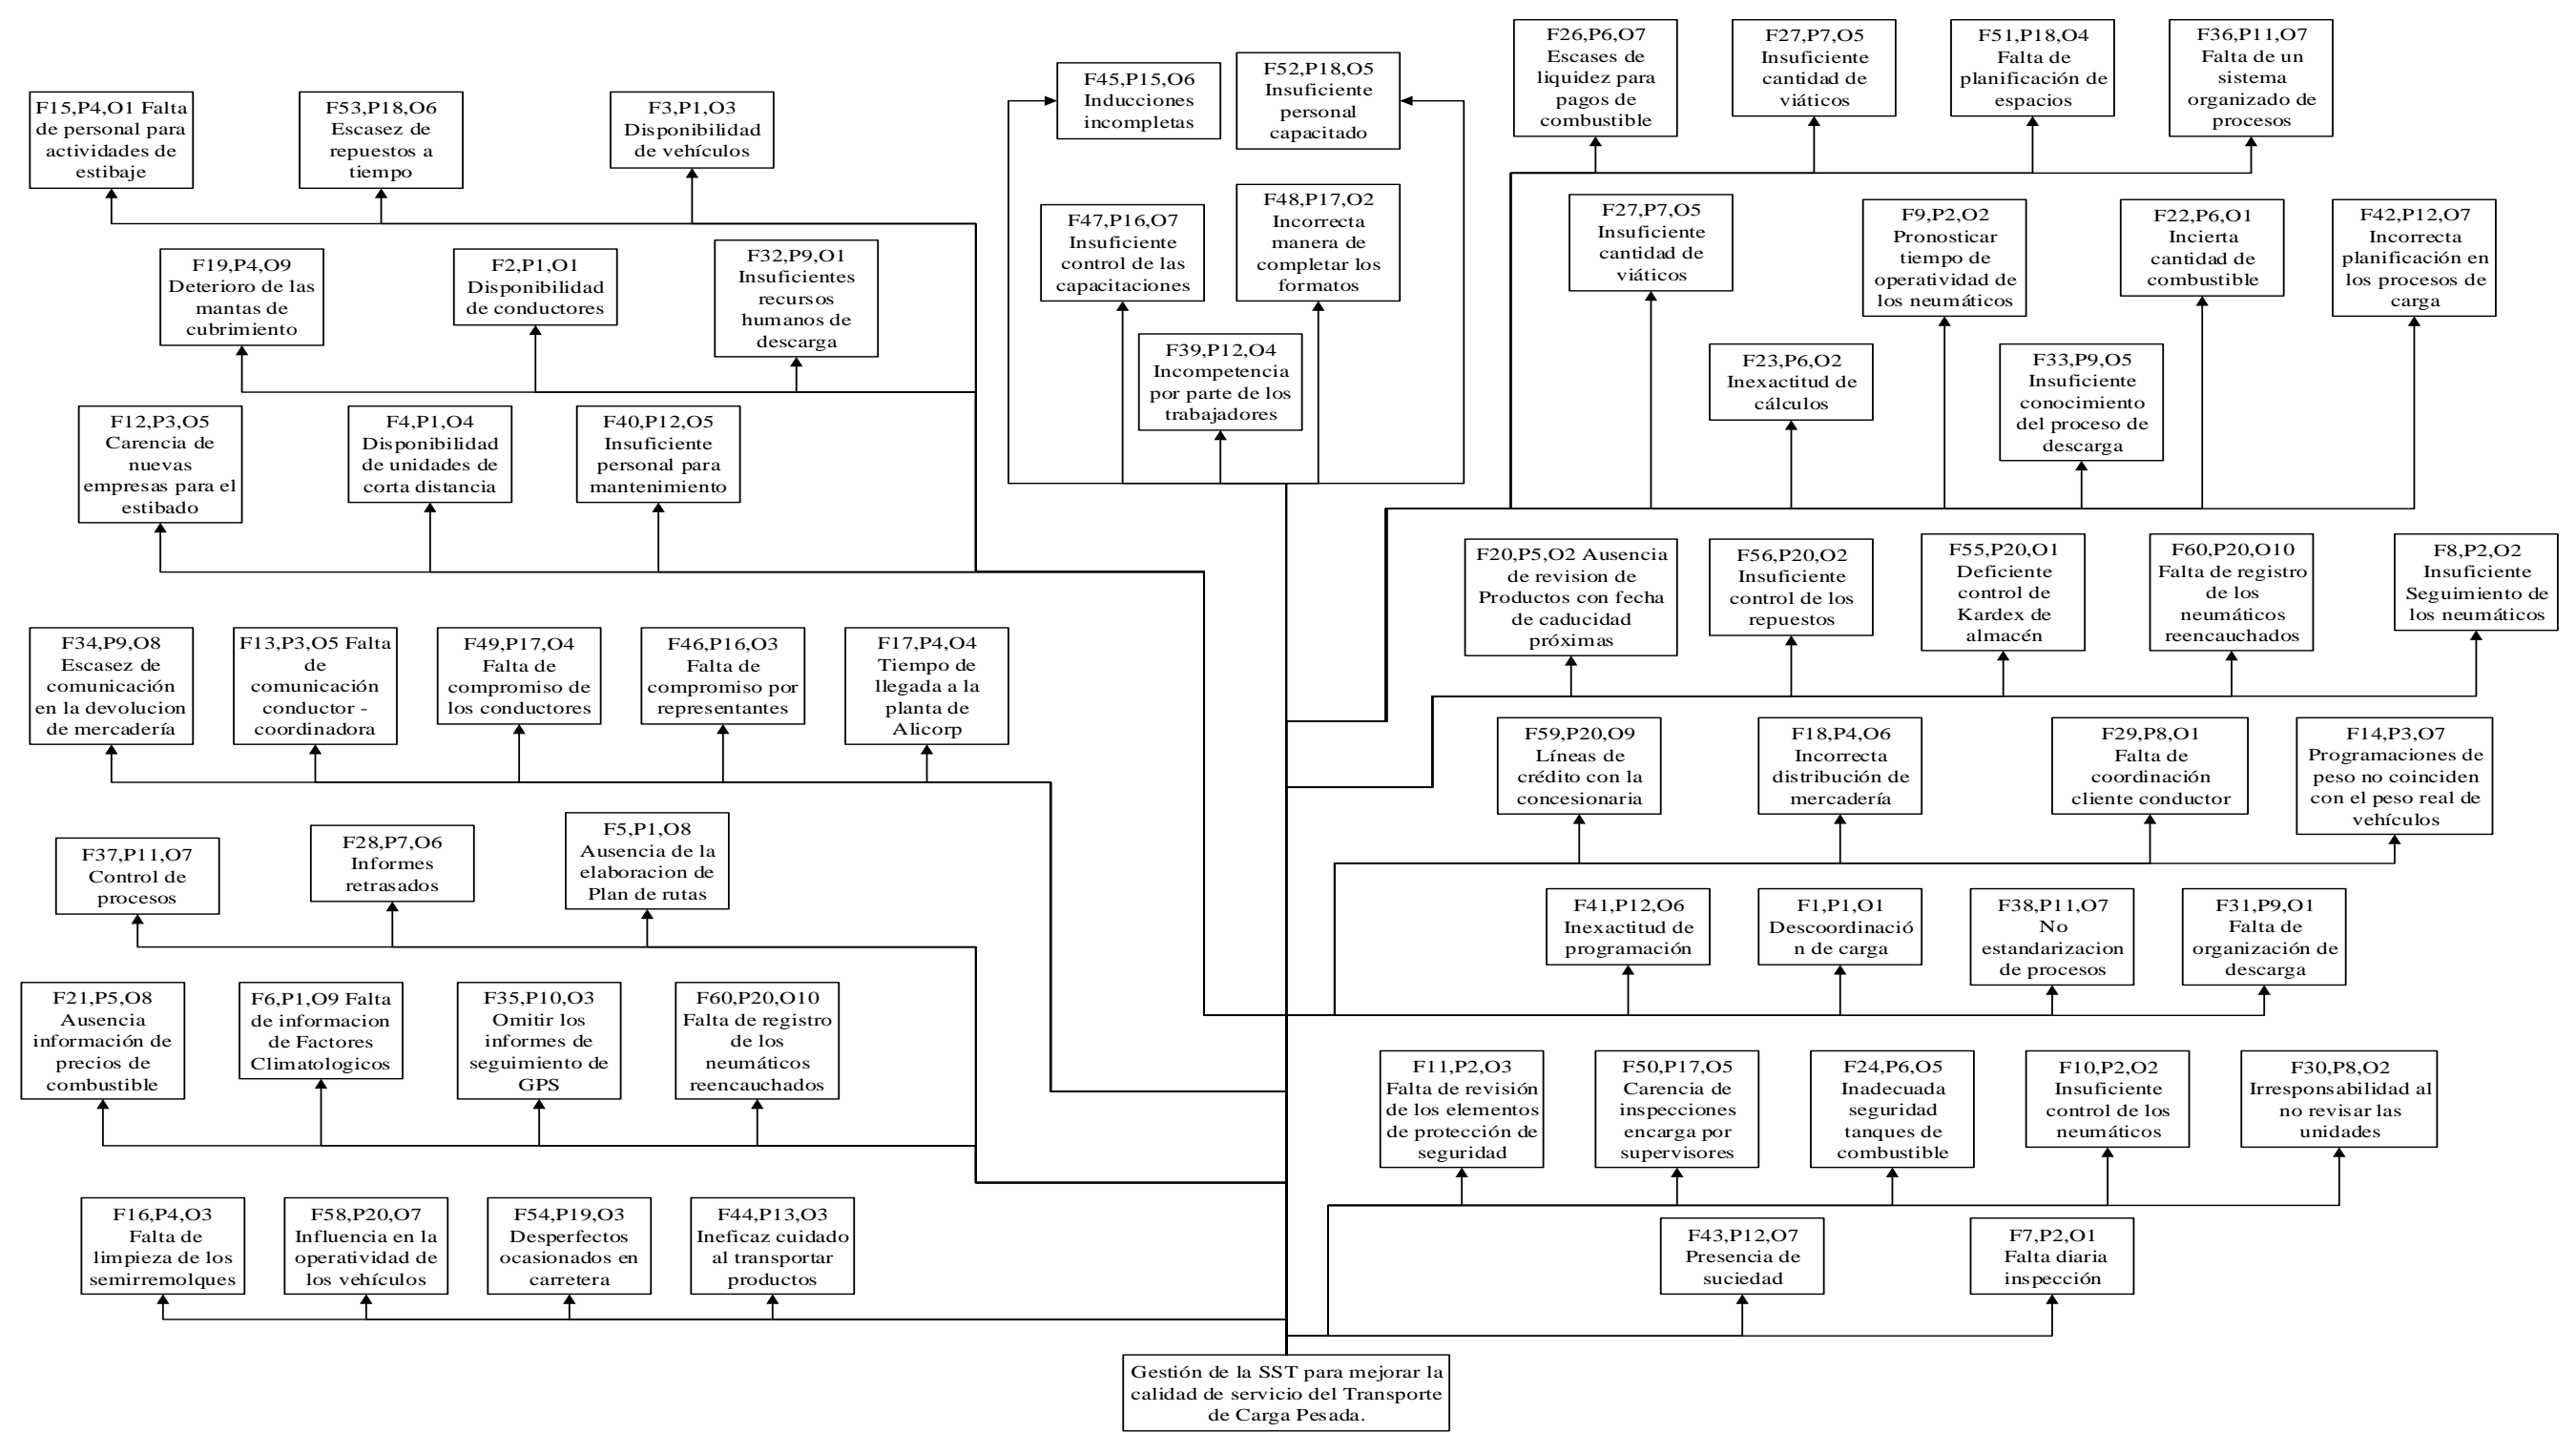 F26,P6,O7
Escases de
liquidez para
pagos de
combustible
F27,P7,O5
Insuficiente
cantidad de
viáticos
F51,P18,O4
Falta de
planificación de
espacios
F36,P11,O7
Falta de un
sistema
organizado de
procesos
F45,P15,O6
Inducciones
incompletas
F52,P18,O5
Insuficiente
personal
capacitado
F15,P4,O1 Falta
de personal para
actividades de
estibaje
F53,P18,O6
Escasez de
repuestos a
tiempo
F3,P1,O3
Disponibilidad
de vehículos
F47,P16,O7
Insuficiente
control de las
capacitaciones
F48,P17,O2
Incorrecta
manera de
completar los
formatos
F27,P7,O5
Insuficiente
cantidad de
viáticos
F9,P2,O2
Pronosticar
tiempo de
operatividad de
los neumáticos
F22,P6,O1
Incierta
cantidad de
combustible
F42,P12,O7
Incorrecta
planificación en
los procesos de
carga
F19,P4,O9
Deterioro de las
mantas de
cubrimiento
F2,P1,O1
Disponibilidad
de conductores
F32,P9,O1
Insuficientes
recursos
humanos de
descarga
F39,P12,O4
Incompetencia
por parte de los
trabajadores
F23,P6,O2
Inexactitud de
cálculos
F33,P9,O5
Insuficiente
conocimiento
del proceso de
descarga
F12,P3,O5
Carencia de
nuevas
empresas para el
estibado
F4,P1,O4
Disponibilidad
de unidades de
corta distancia
F40,P12,O5
Insuficiente
personal para
mantenimiento
F20,P5,O2 Ausencia
de revision de
Productos con fecha
de caducidad
próximas
F56,P20,O2
Insuficiente
control de los
repuestos
F55,P20,O1
Deficiente
control de
Kardex de
almacén
F60,P20,O10
Falta de registro
de los
neumáticos
reencauchados
F8,P2,O2
Insuficiente
Seguimiento de
los neumáticos
F34,P9,O8
Escasez de
comunicación
en la devolucion
de mercadería
F13,P3,O5 Falta
de
comunicación
conductor -
coordinadora
F49,P17,O4
Falta de
compromiso de
los conductores
F46,P16,O3
Falta de
compromiso por
representantes
F17,P4,O4
Tiempo de
llegada a la
planta de
Alicorp
F59,P20,O9
Líneas de
crédito con la
concesionaria
F18,P4,O6
Incorrecta
distribución de
mercadería
F29,P8,O1
Falta de
coordinación
cliente conductor
F14,P3,O7
Programaciones de
peso no coinciden
con el peso real de
vehículos
F37,P11,O7
Control de
procesos
F28,P7,O6
Informes
retrasados
F5,P1,O8
Ausencia de la
elaboracion de
Plan de rutas
F41,P12,O6
Inexactitud de
programación
F1,P1,O1
Descoordinació
n de carga
F38,P11,O7
No
estandarizacion
de procesos
F31,P9,O1
Falta de
organización de
descarga
F21,P5,O8
Ausencia
información de
precios de
combustible
F6,P1,O9 Falta
de informacion
de Factores
Climatologicos
F35,P10,O3
Omitir los
informes de
seguimiento de
GPS
F60,P20,O10
Falta de registro
de los
neumáticos
reencauchados
F11,P2,O3
Falta de revisión
de los elementos
de protección de
seguridad
F50,P17,O5
Carencia de
inspecciones
encarga por
supervisores
F24,P6,O5
Inadecuada
seguridad
tanques de
combustible
F10,P2,O2
Insuficiente
control de los
neumáticos
F30,P8,O2
Irresponsabilidad al
no revisar las
unidades
F16,P4,O3
Falta de
limpieza de los
semirremolques
F58,P20,O7
Influencia en la
operatividad de
los vehículos
F54,P19,O3
Desperfectos
ocasionados en
carretera
F44,P13,O3
Ineficaz cuidado
al transportar
productos
F43,P12,O7
Presencia de
suciedad
F7,P2,O1
Falta diaria
inspección
Gestión de la SST para mejorar la
calidad de servicio del Transporte
de Carga Pesada.